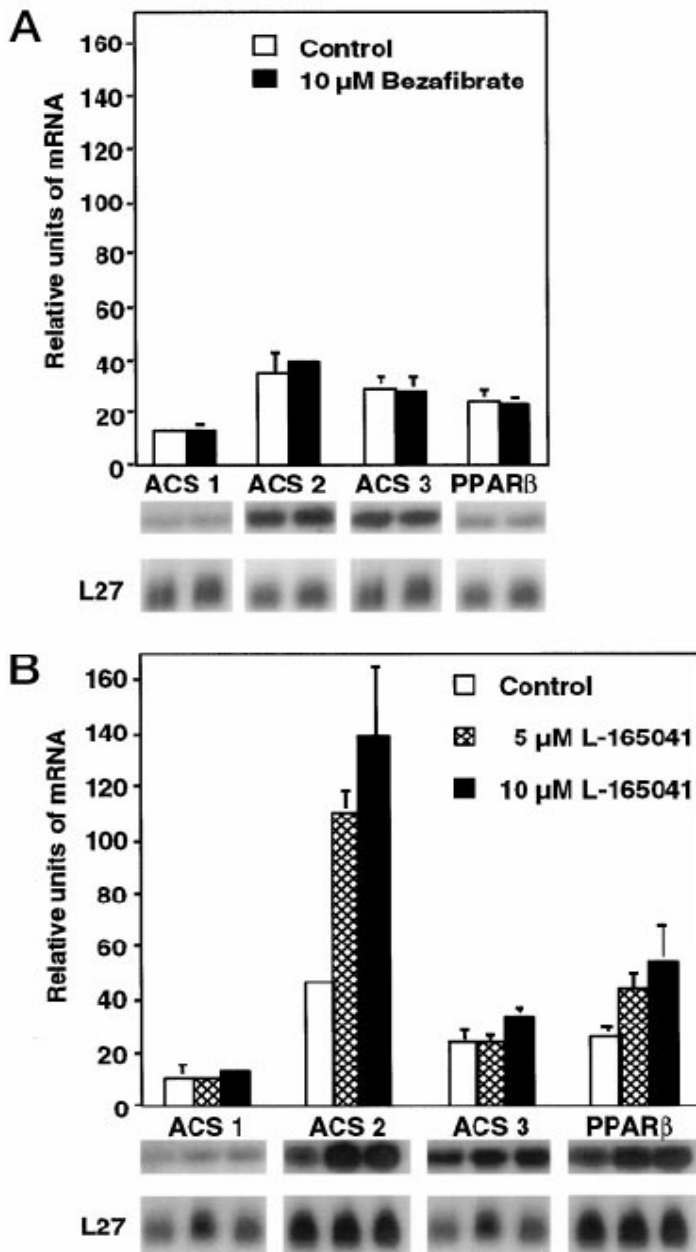 A
Control
10 µM Bezafibrate
Relative units of mRNA
160
140
120
100
80
60
40
20
0
ACS 1 ACS 2 ACS 3 PPARβ
L27
B
Control
5 µM L-165041
10 µM L-165041
Relative units of mRNA
160
140
120
100
80
60
40
20
0
ACS 1 ACS 2 ACS 3 PPARβ
L27